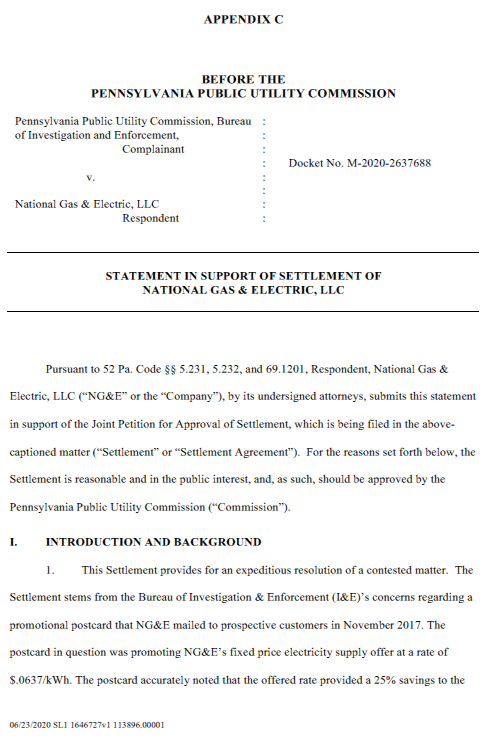 APPENDIX C
BEFORE THE
PENNSYLVANIA PUBLIC UTILITY COMMISSION
Pennsylvania Public Utility Commission, Bureau :
of Investigation and Enforcement, :
Complainant :
: Docket No. M-2020-2637688
v. :
:
National Gas & Electric, LLC :
Respondent :
STATEMENT IN SUPPORT OF SETTLEMENT OF
NATIONAL GAS & ELECTRIC, LLC
Pursuant to 52 Pa. Code §§ 5.231, 5.232, and 69.1201, Respondent, National Gas &
Electric, LLC (“NG&E” or the “Company”), by its undersigned attorneys, submits this statement
in support of the Joint Petition for Approval of Settlement, which is being filed in the above-
captioned matter (“Settlement” or “Settlement Agreement”). For the reasons set forth below, the
Settlement is reasonable and in the public interest, and, as such, should be approved by the
Pennsylvania Public Utility Commission (“Commission”).
I. INTRODUCTION AND BACKGROUND
1. This Settlement provides for an expeditious resolution of a contested matter. The
Settlement stems from the Bureau of Investigation & Enforcement (I&E)’s concerns regarding a
promotional postcard that NG&E mailed to prospective customers in November 2017. The
postcard in question was promoting NG&E’s fixed price electricity supply offer at a rate of
$.0637/kWh. The postcard accurately noted that the offered rate provided a 25% savings to the
06/23/2020 SL1 1646727v1 113896.00001